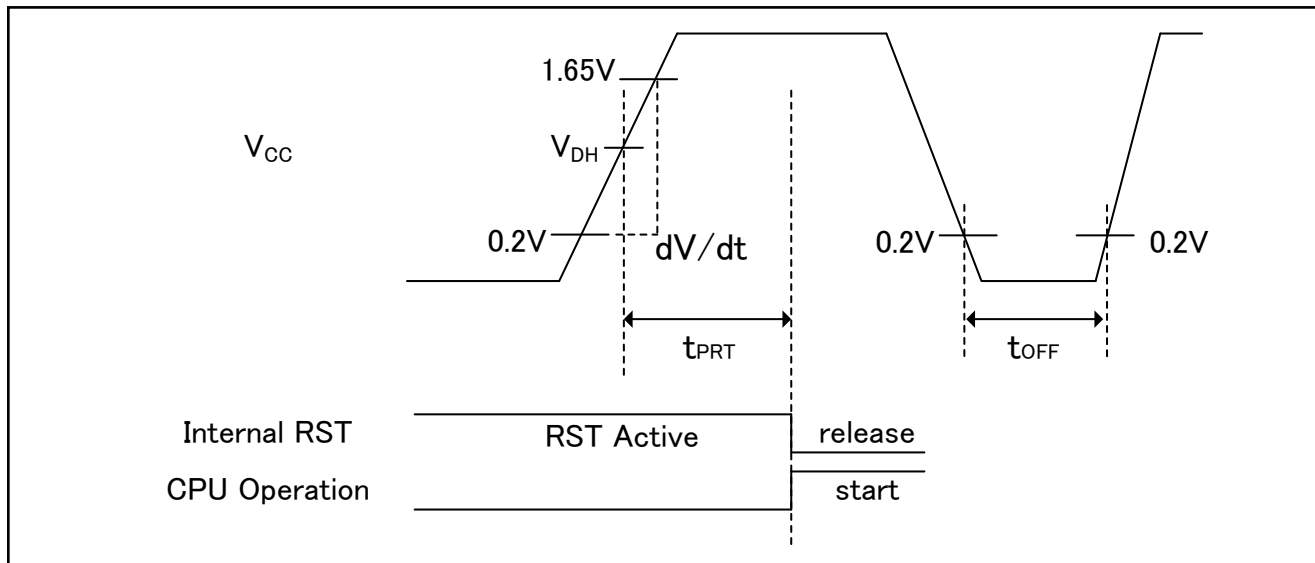 1.65V
VCC
VDH
0.2V
dV/dt
0.2V
0.2V
tPRT
tOFF
Internal RST
RST Active
release
CPU Operation
start